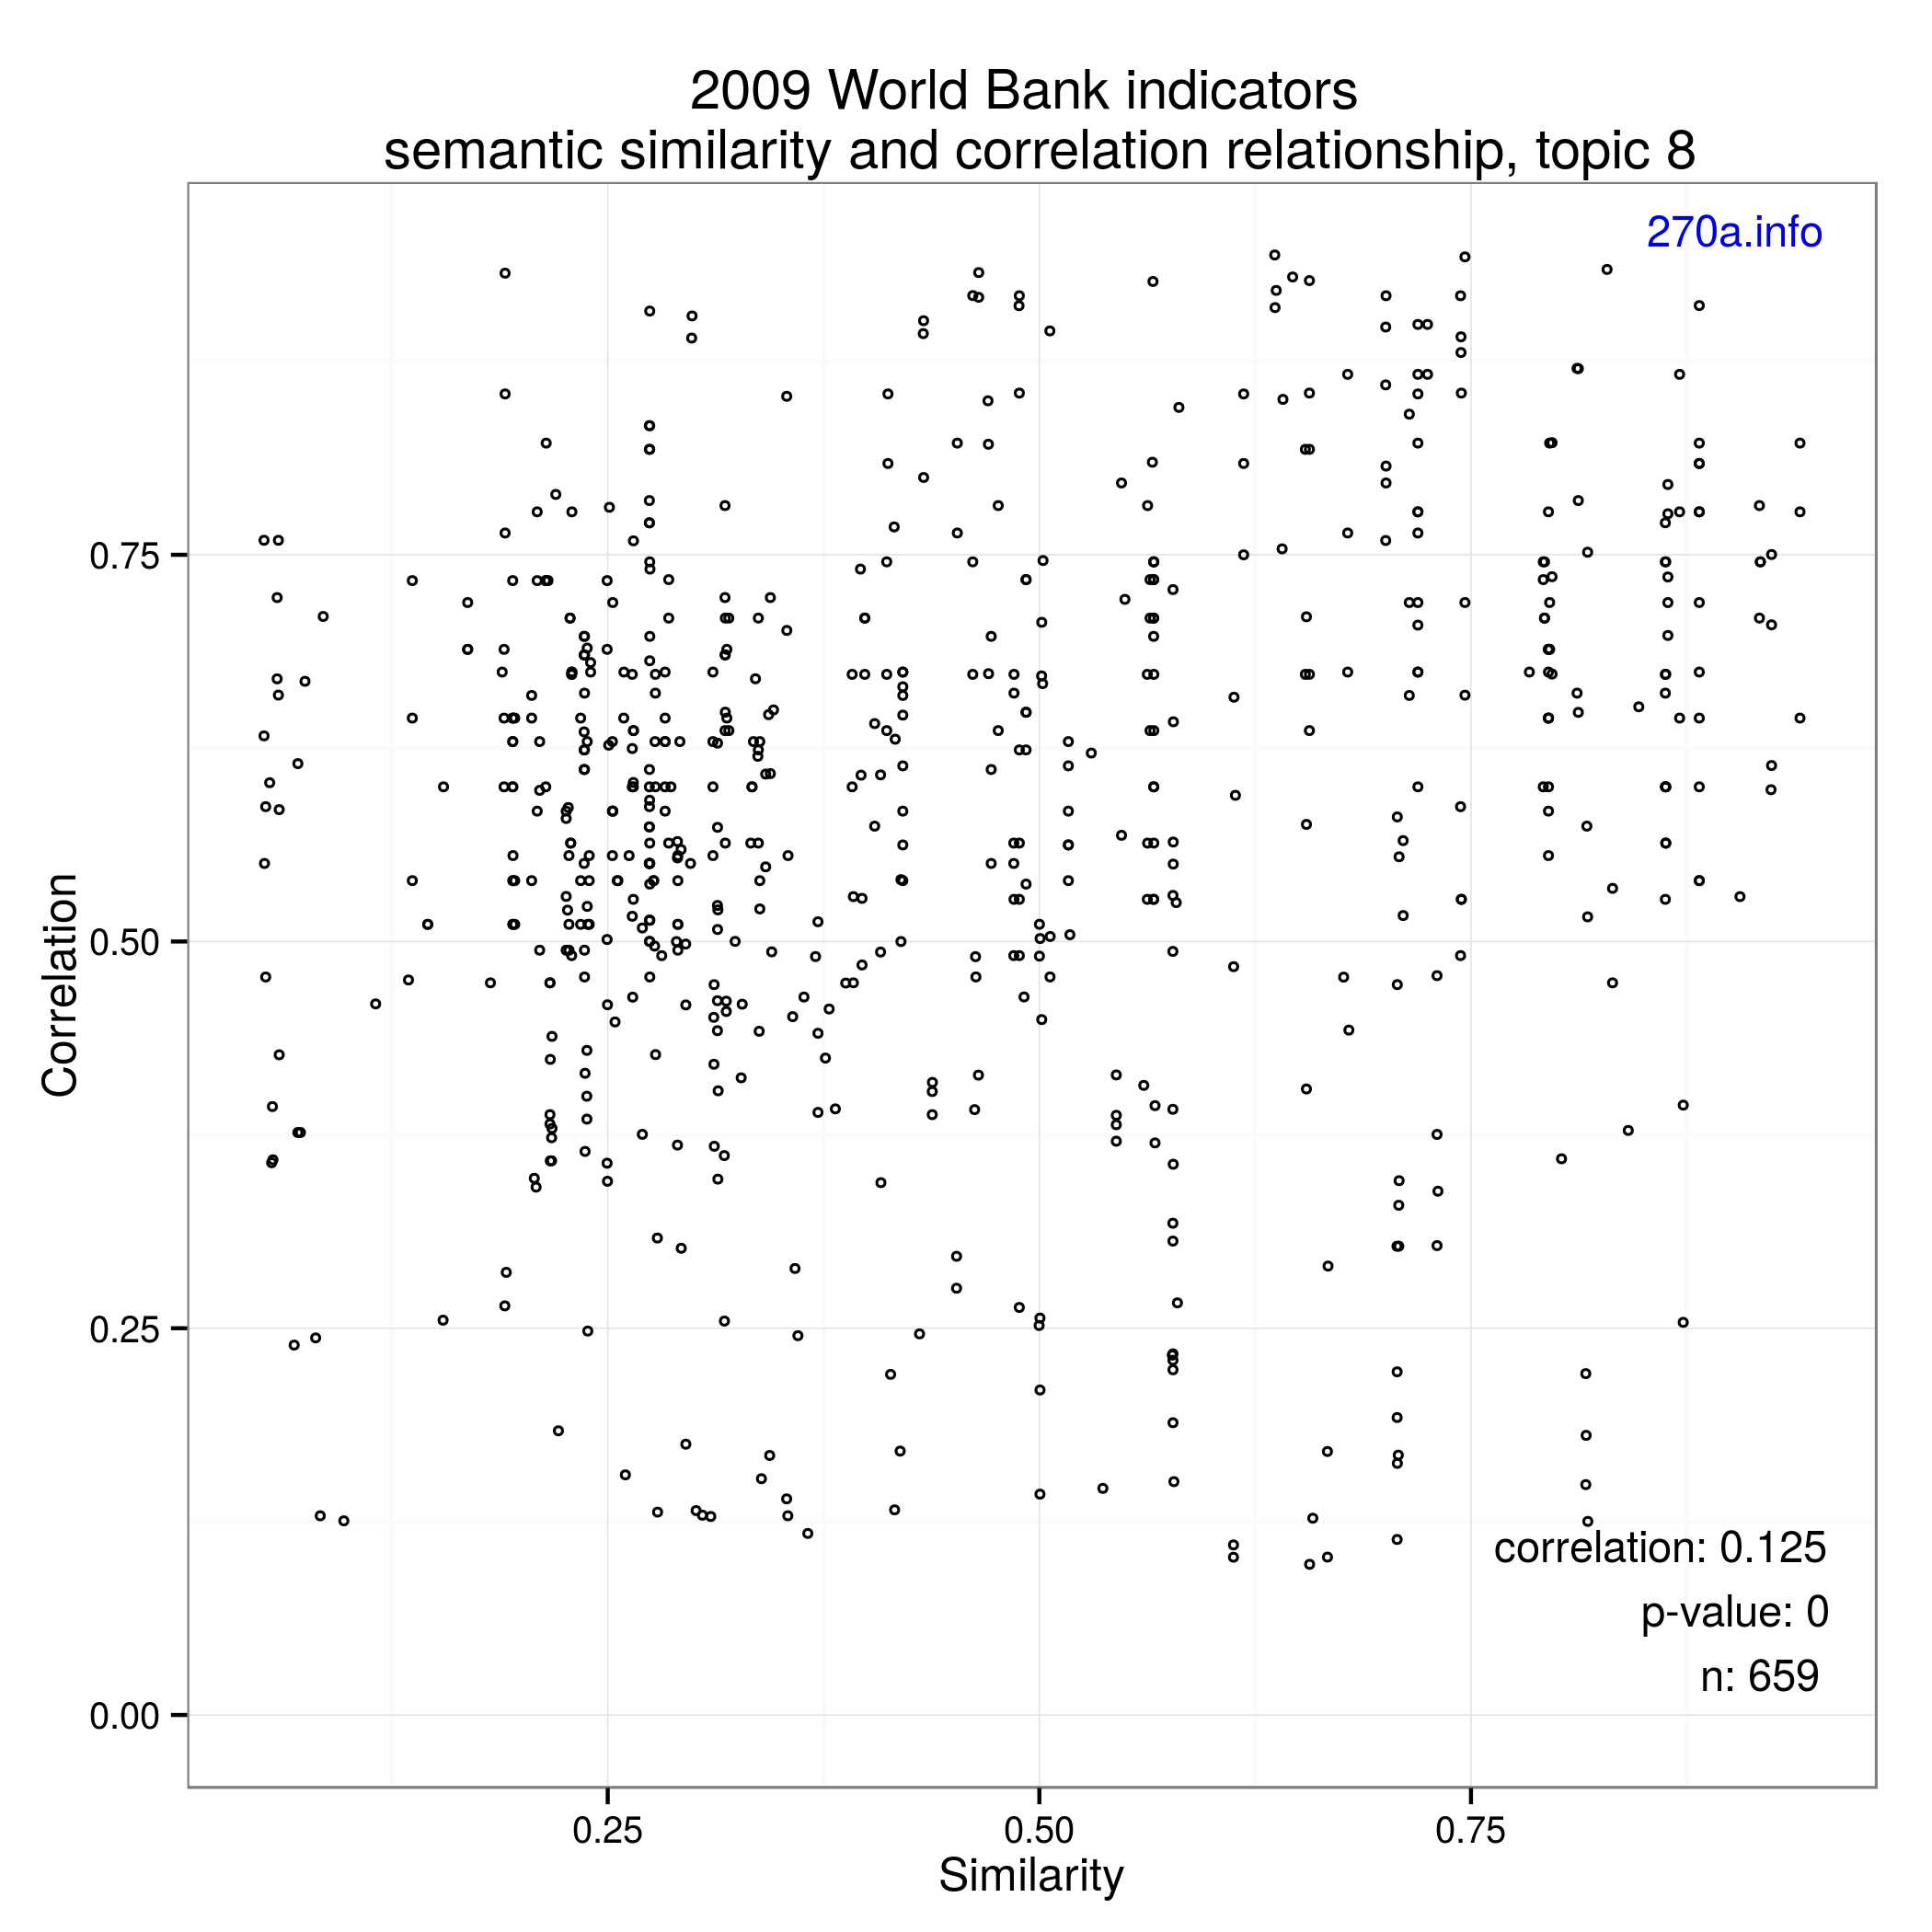 2009 World Bank indicators
semantic similarity and correlation relationship, topic 8
270a.info
0.75
0.50
0.25
0.00
Correlation
correlation: 0.125
p-value: 0
n: 659
0.25
0.50
0.75
Similarity